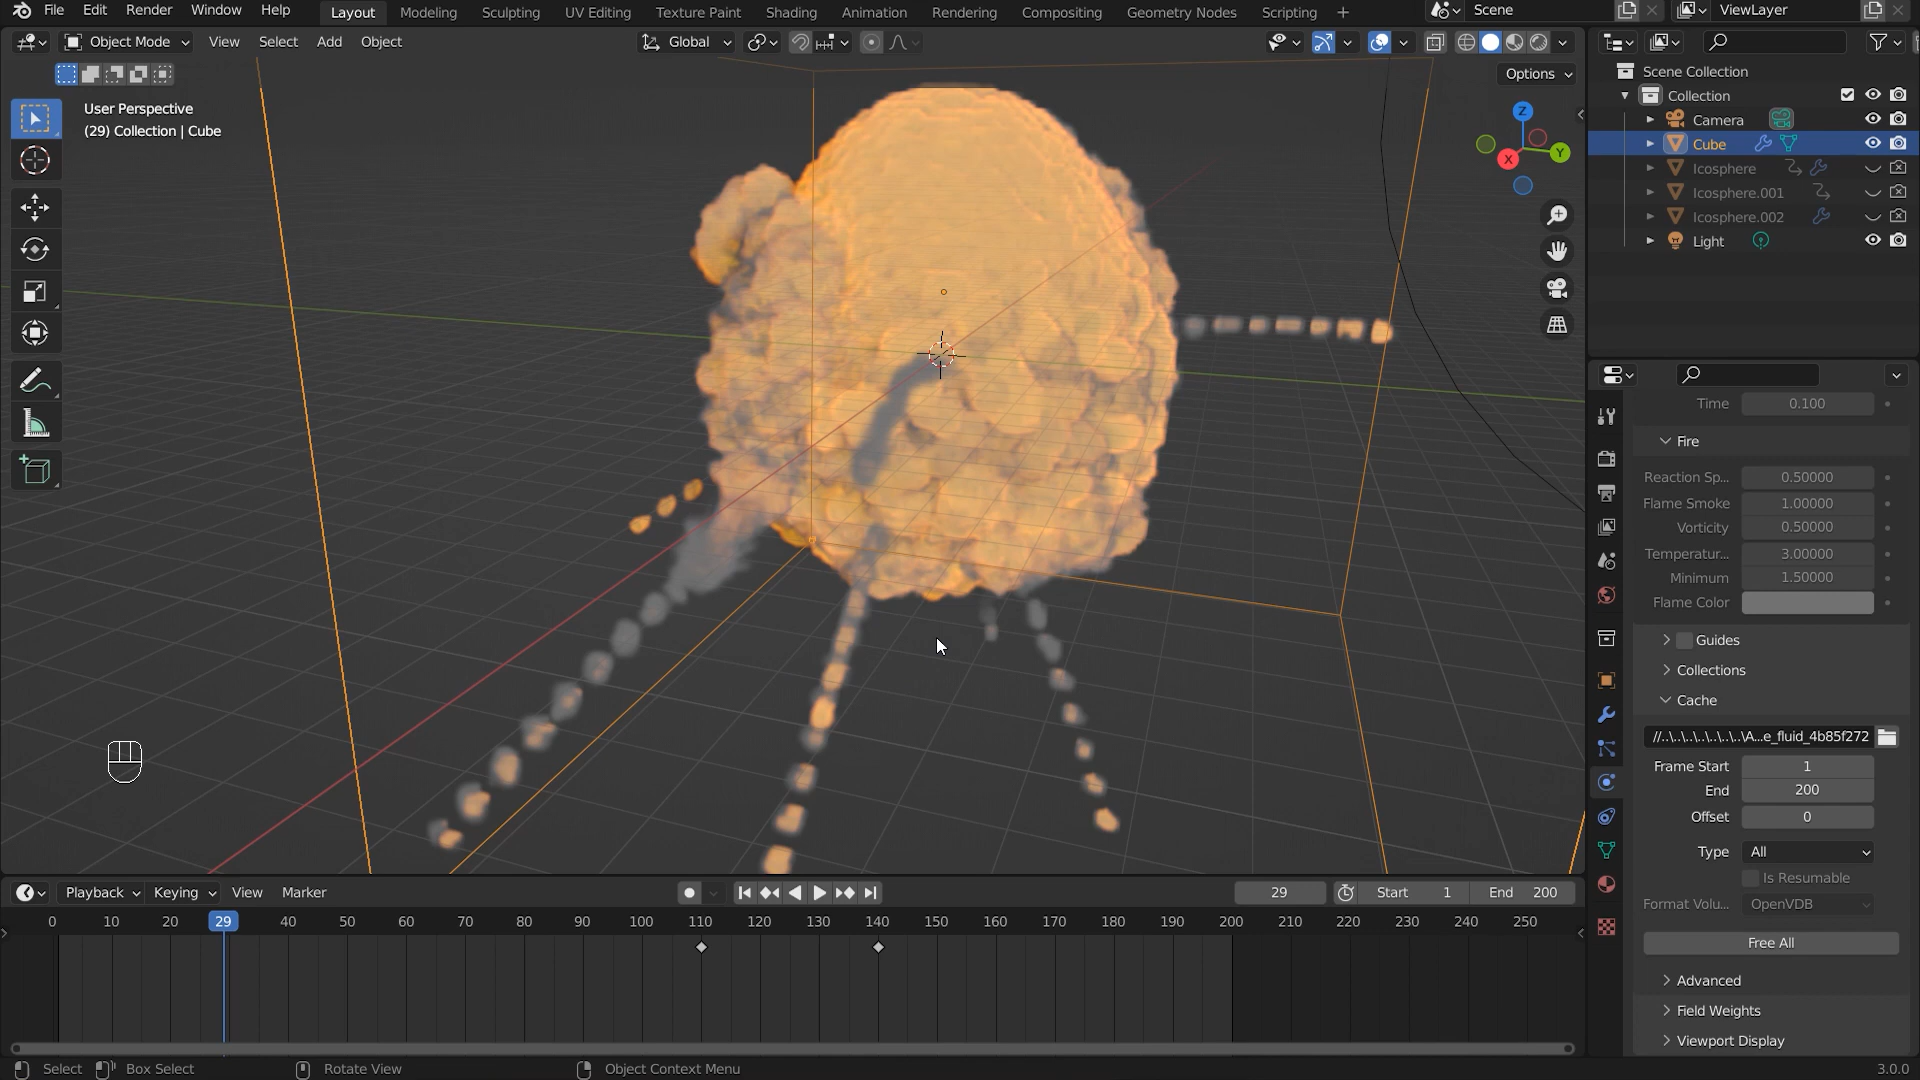 File Edit Render Window Help Layout Modeling Sculpting UV Editing Texture Paint Shading Animation Rendering Compositing Geometry Nodes Scripting + Scene ViewLayer
Object Mode View Select Add Object Global
Options
User Perspective
(29) Collection | Cube
Z
Y
X
Scene Collection
Collection
Camera
Cube
Icosphere
Icosphere.001
Icosphere.002
Light
Time 0.100
Fire
Reaction Sp... 0.50000
Flame Smoke 1.00000
Vorticity 0.50000
Temperatur... 3.00000
Minimum 1.50000
Flame Color
Guides
Collections
Cache
//..\..\..\..\..\..\..\A...e_fluid_4b85f272
Frame Start 1
End 200
Offset 0
Type All
Is Resumable
Format Volu... OpenVDB
Free All
Advanced
Field Weights
Viewport Display
Playback Keying View Marker 29 Start 1 End 200
0 10 20 29 40 50 60 70 80 90 100 110 120 130 140 150 160 170 180 190 200 210 220 230 240 250
Select Box Select Rotate View Object Context Menu 3.0.0